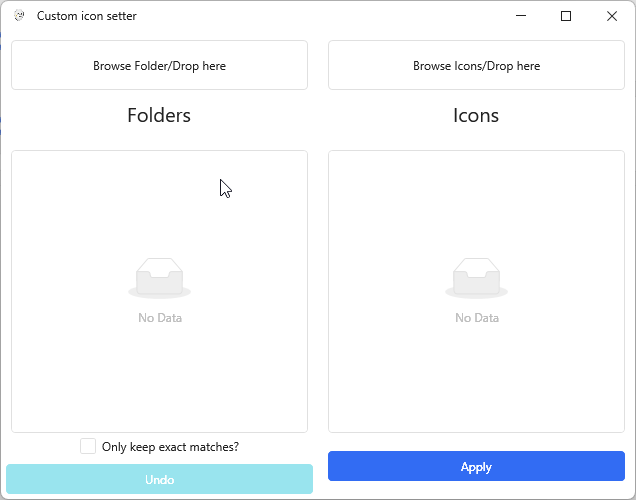 Custom icon setter
Browse Folder/Drop here
Browse Icons/Drop here
Folders
Icons
No Data
No Data
Only keep exact matches?
Undo
Apply